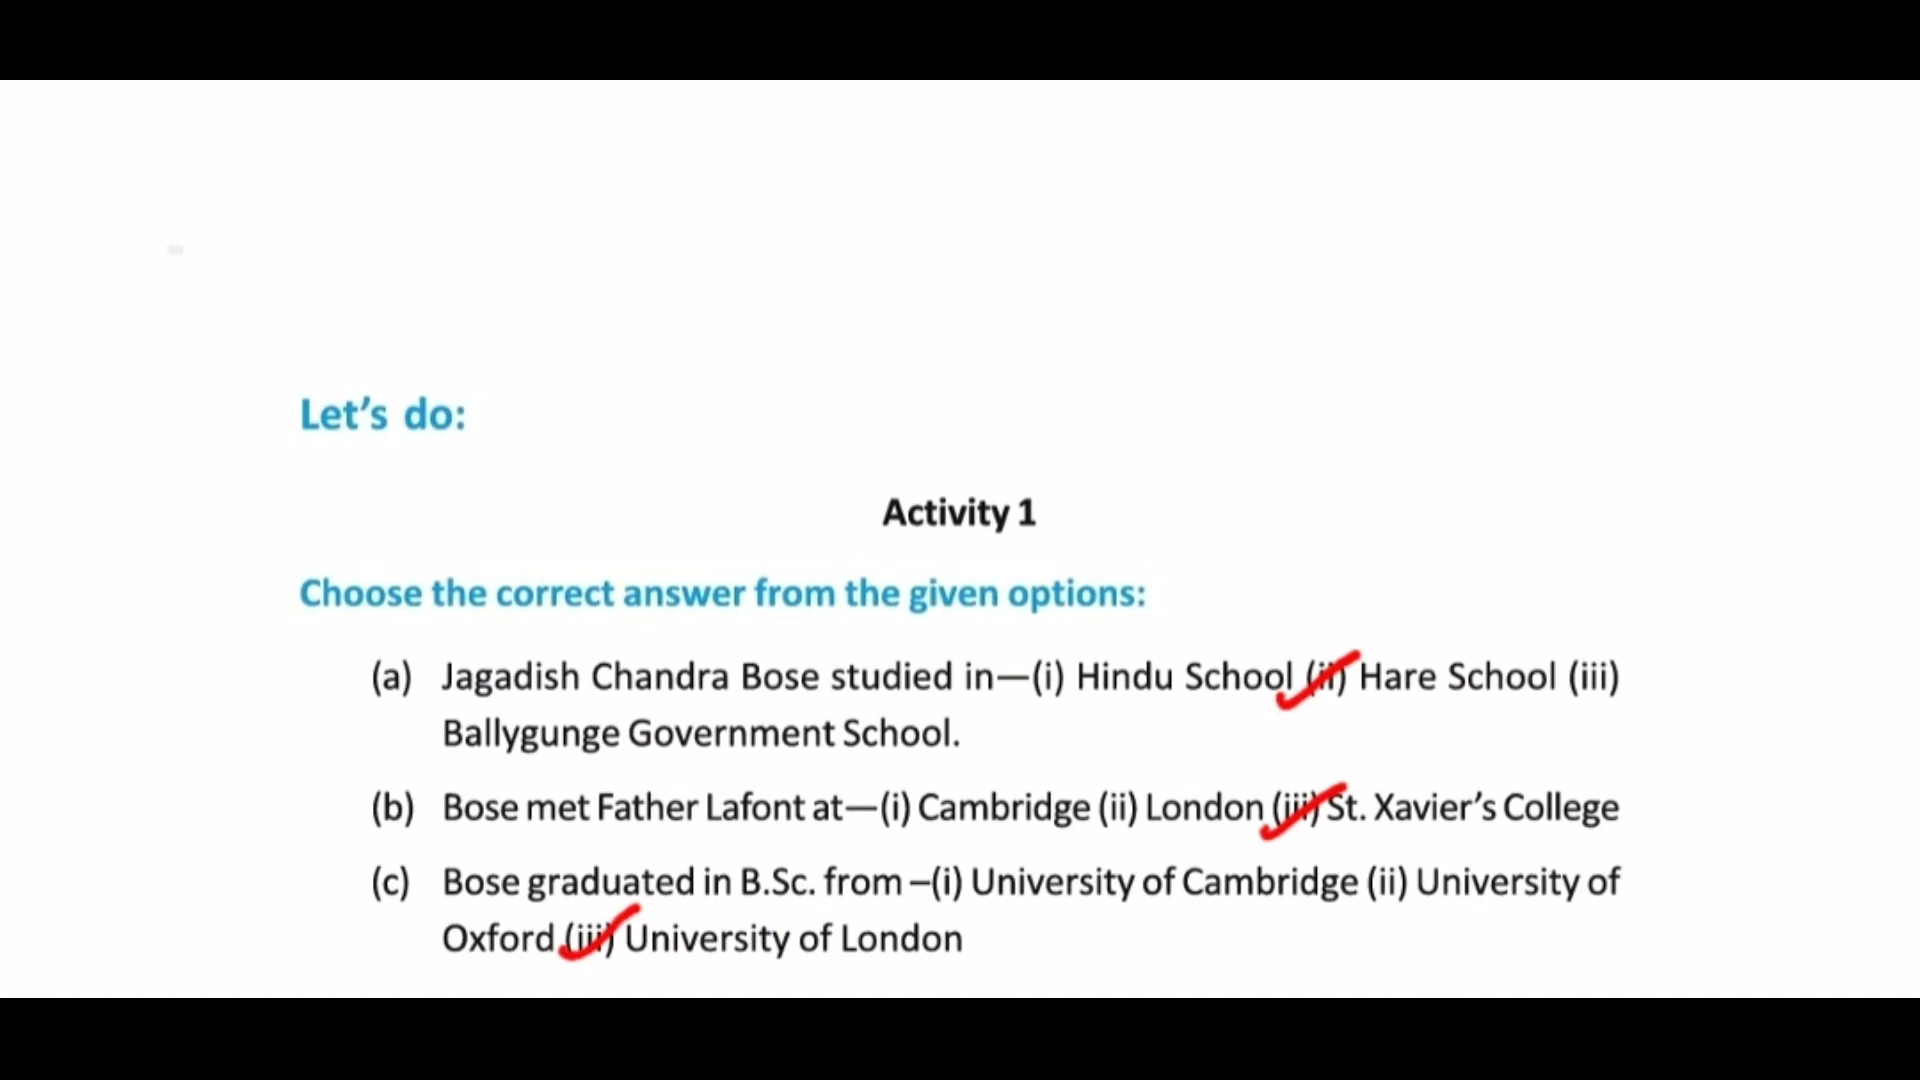 Let's do:
Activity 1
Choose the correct answer from the given options:
(a) Jagadish Chandra Bose studied in—(i) Hindu School (ii) Hare School (iii)
Ballygunge Government School.
(b) Bose met Father Lafont at—(i) Cambridge (ii) London (iii) St. Xavier's College
(c) Bose graduated in B.Sc. from –(i) University of Cambridge (ii) University of
Oxford (iii) University of London